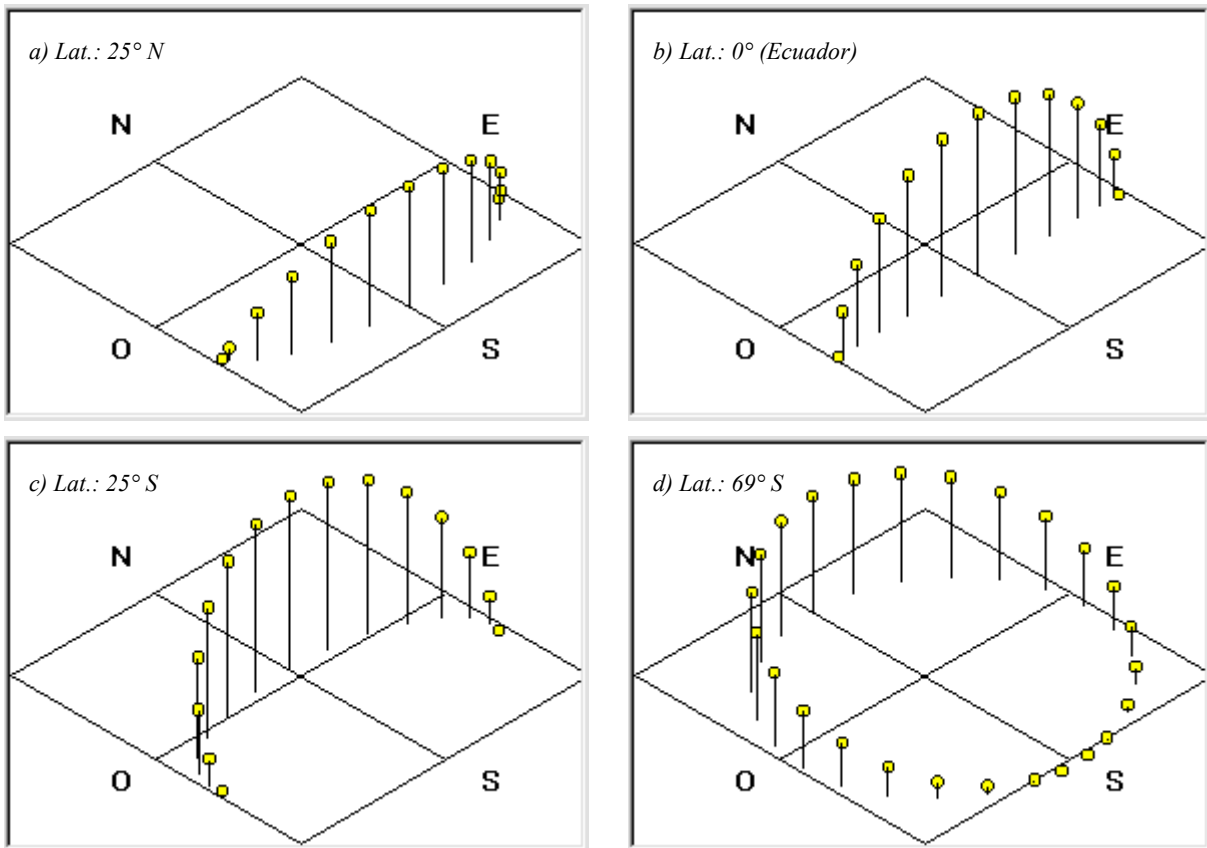 a) Lat.: 25° N
N
E
O
S
b) Lat.: 0° (Ecuador)
N
E
O
S
c) Lat.: 25° S
N
E
O
S
d) Lat.: 69° S
N
E
O
S